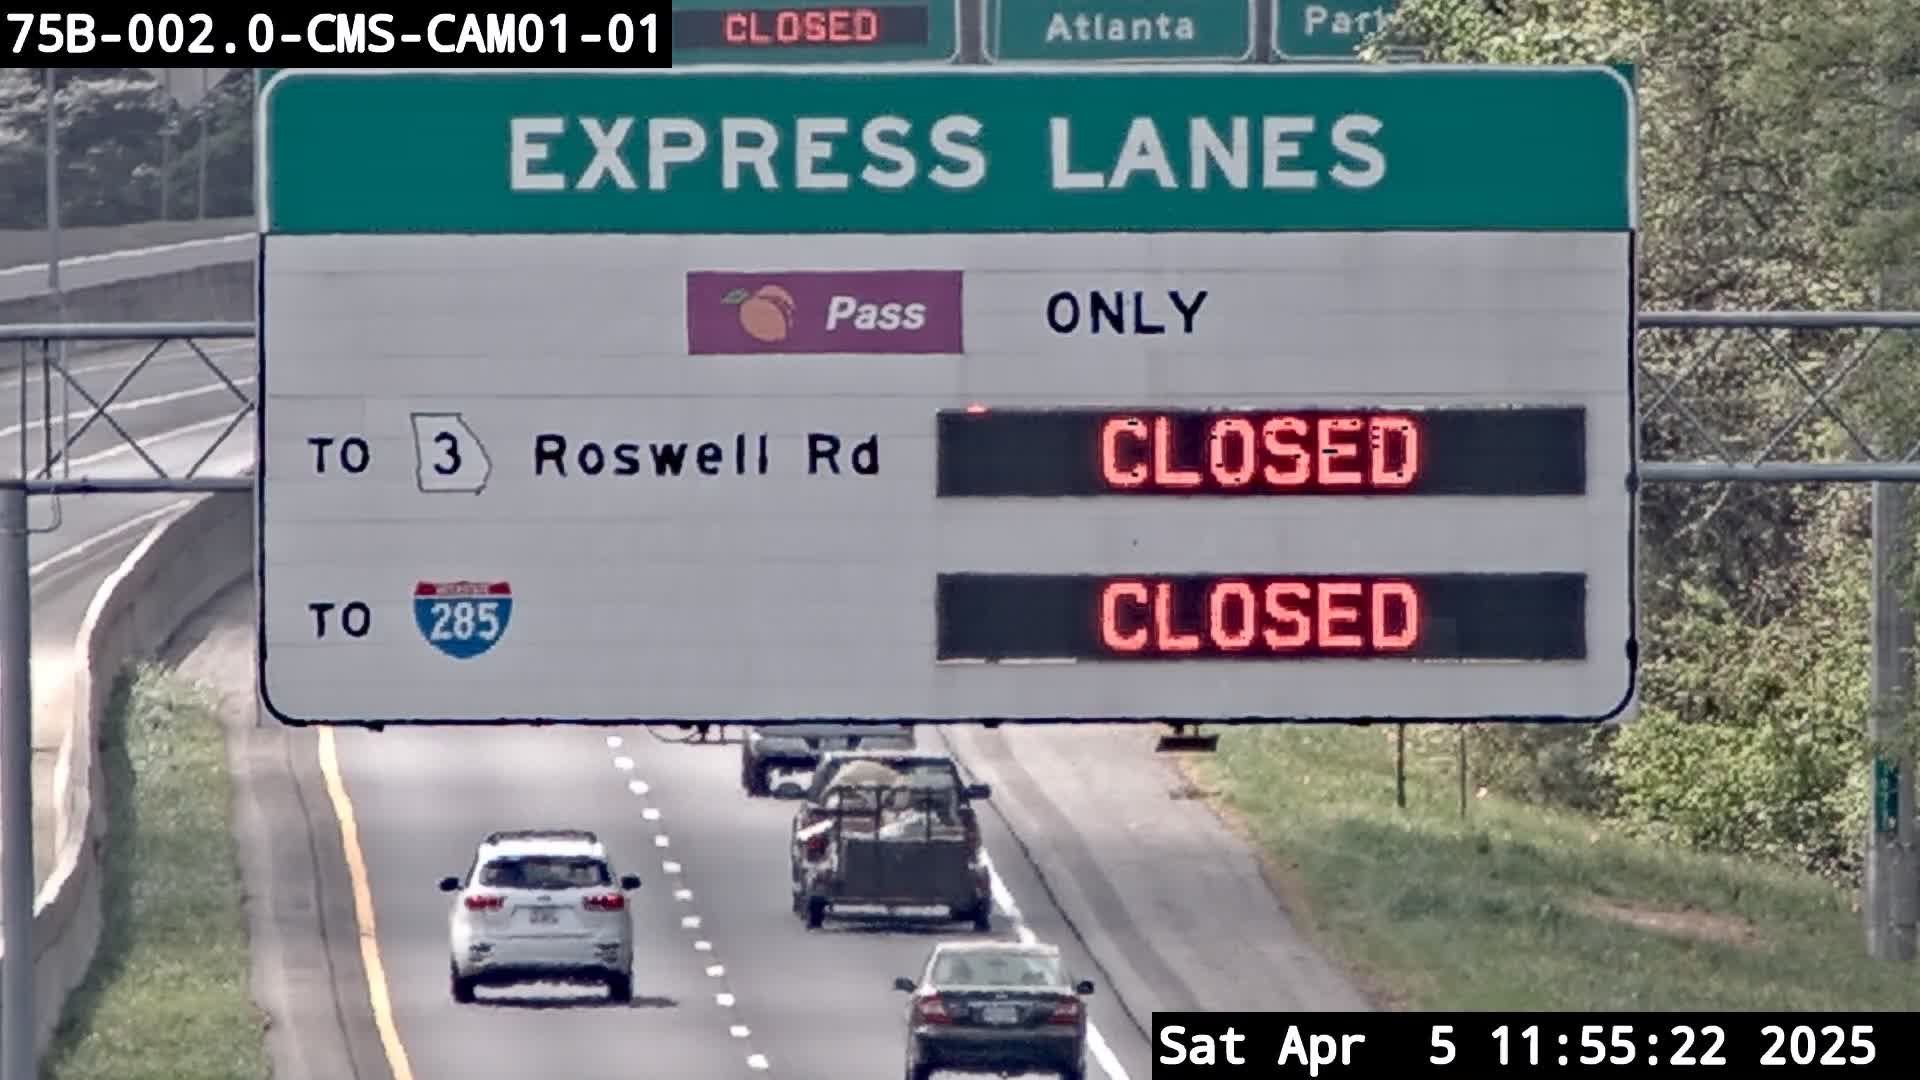 75B-002.0-CMS-CAM01-01
CLOSED
Atlanta
EXPRESS LANES
Pass ONLY
TO 3 Roswell Rd CLOSED
TO 285 CLOSED
Sat Apr 5 11:55:22 2025